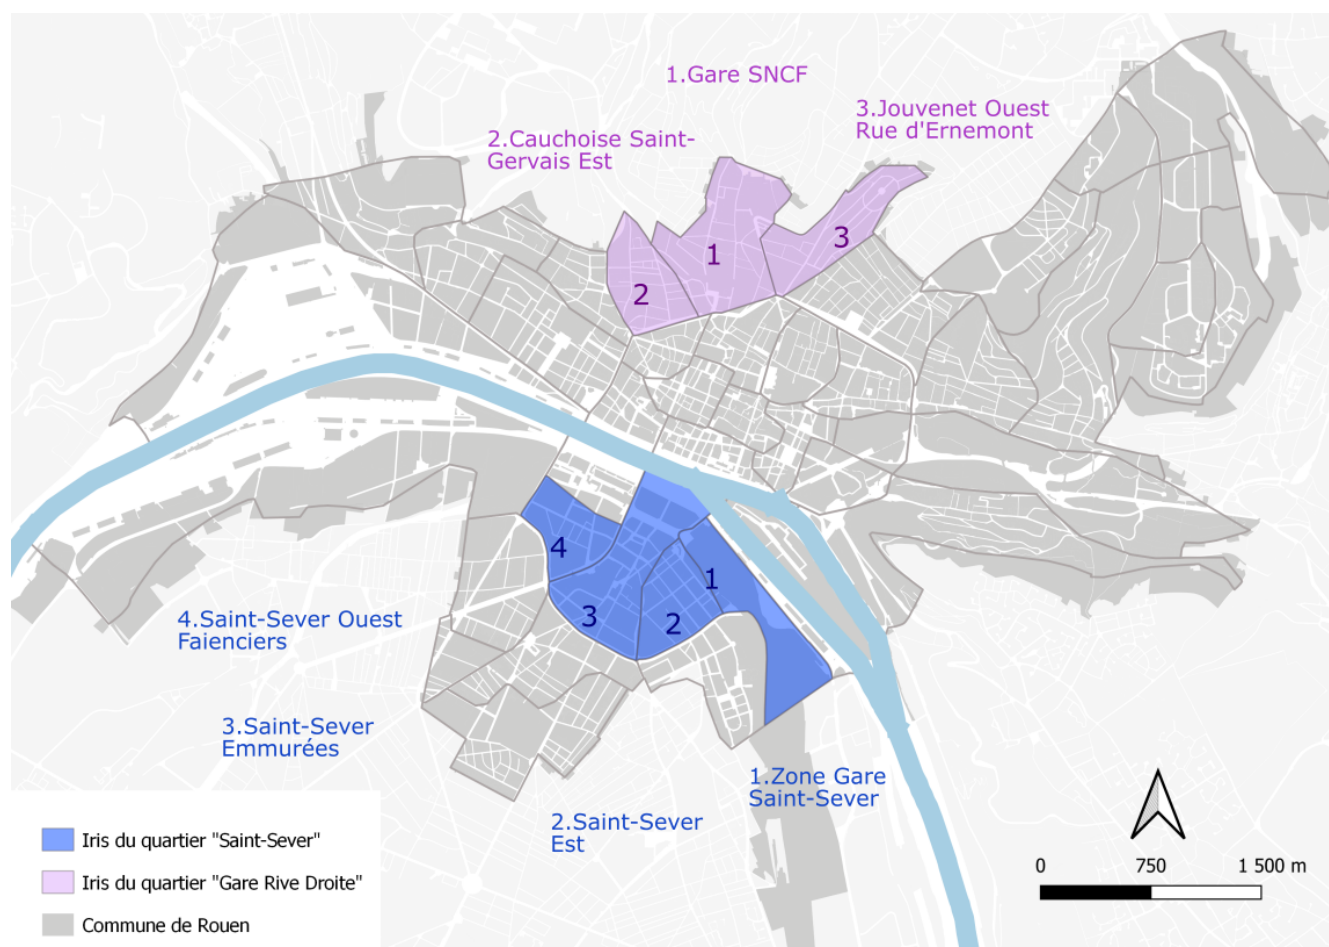 1.Gare SNCF
3.Jouvenet Ouest
Rue d'Ernemont
2.Cauchoise Saint-
Gervais Est
1
3
2
4
1
3
2
4.Saint-Sever Ouest
Faienciers
3.Saint-Sever
Emmurées
1.Zone Gare
Saint-Sever
2.Saint-Sever
Est
Iris du quartier "Saint-Sever"
Iris du quartier "Gare Rive Droite"
Commune de Rouen
0 750 1 500 m